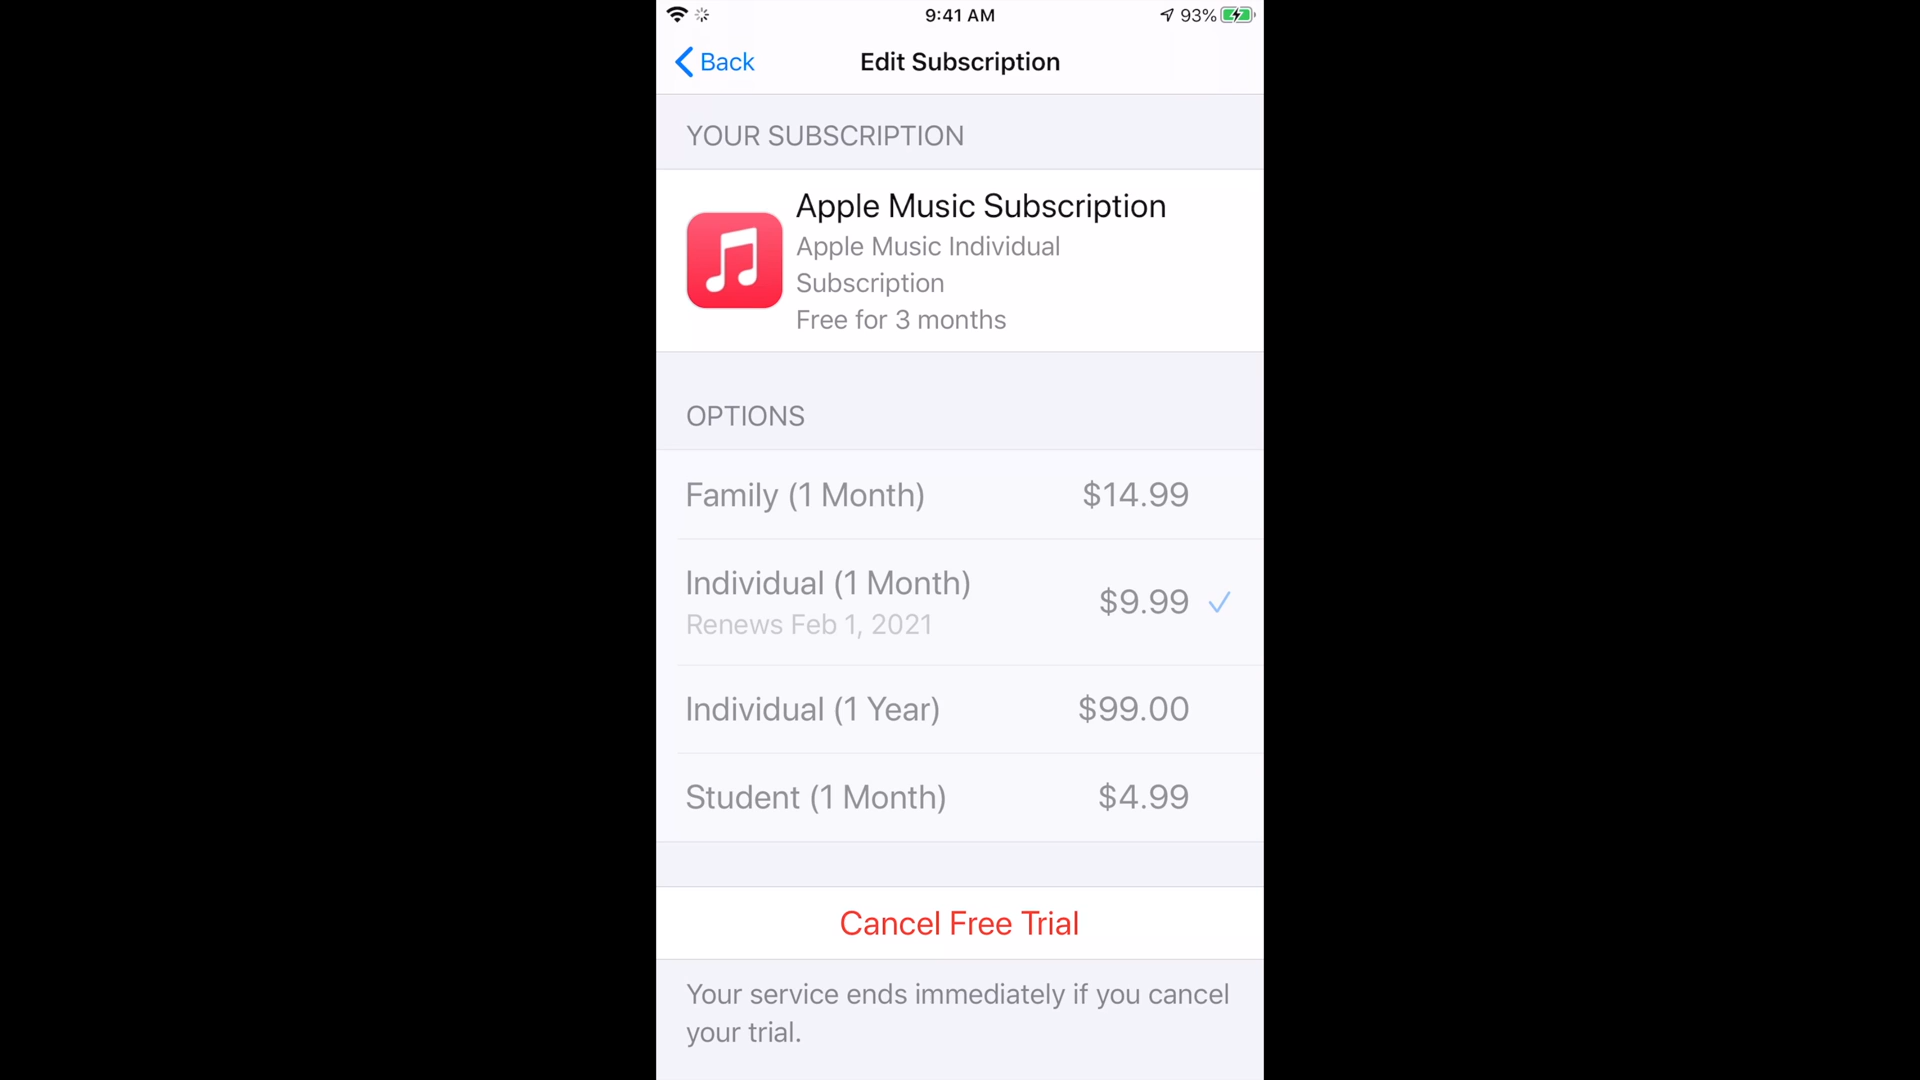 9:41 AM
93%
Back
Edit Subscription
YOUR SUBSCRIPTION
Apple Music Subscription
Apple Music Individual
Subscription
Free for 3 months
OPTIONS
Family (1 Month) $14.99
Individual (1 Month) $9.99
Renews Feb 1, 2021
Individual (1 Year) $99.00
Student (1 Month) $4.99
Cancel Free Trial
Your service ends immediately if you cancel
your trial.